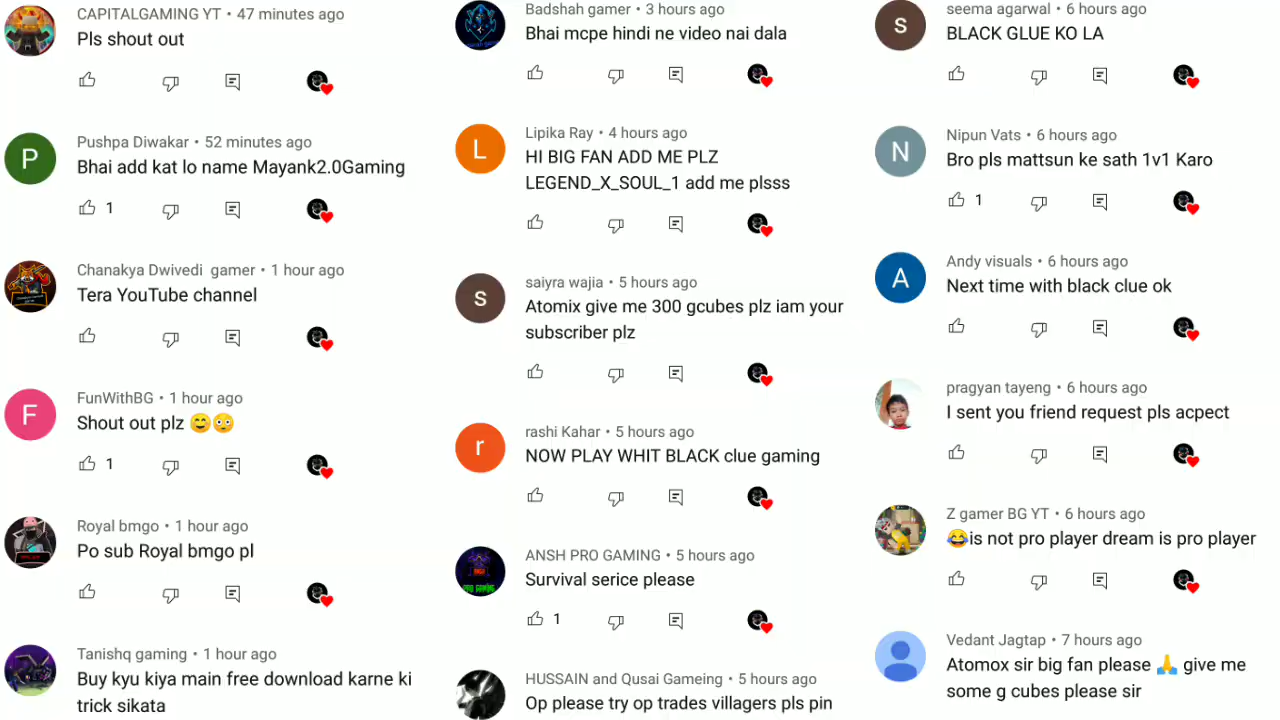 CAPITALGAMING YT • 47 minutes ago
Pls shout out
Pushpa Diwakar • 52 minutes ago
Bhai add kat lo name Mayank2.0Gaming
1
Chanakya Dwivedi gamer • 1 hour ago
Tera YouTube channel
FunWithBG • 1 hour ago
Shout out plz 😊😳
1
Royal bmgo • 1 hour ago
Po sub Royal bmgo pl
Tanishq gaming • 1 hour ago
Buy kyu kiya main free download karne ki
trick sikata
Badshah gamer • 3 hours ago
Bhai mcpe hindi ne video nai dala
Lipika Ray • 4 hours ago
HI BIG FAN ADD ME PLZ
LEGEND_X_SOUL_1 add me plsss
saiyra wajia • 5 hours ago
Atomix give me 300 gcubes plz iam your
subscriber plz
rashi Kahar • 5 hours ago
NOW PLAY WHIT BLACK clue gaming
ANSH PRO GAMING • 5 hours ago
Survival serice please
1
HUSSAIN and Qusai Gameing • 5 hours ago
Op please try op trades villagers pls pin
seema agarwal • 6 hours ago
BLACK GLUE KO LA
Nipun Vats • 6 hours ago
Bro pls mattsun ke sath 1v1 Karo
1
Andy visuals • 6 hours ago
Next time with black clue ok
pragyan tayeng • 6 hours ago
I sent you friend request pls acpect
Z gamer BG YT • 6 hours ago
😂is not pro player dream is pro player
Vedant Jagtap • 7 hours ago
Atomox sir big fan please 🙏 give me
some g cubes please sir
P
F
L
s
r
s
N
A